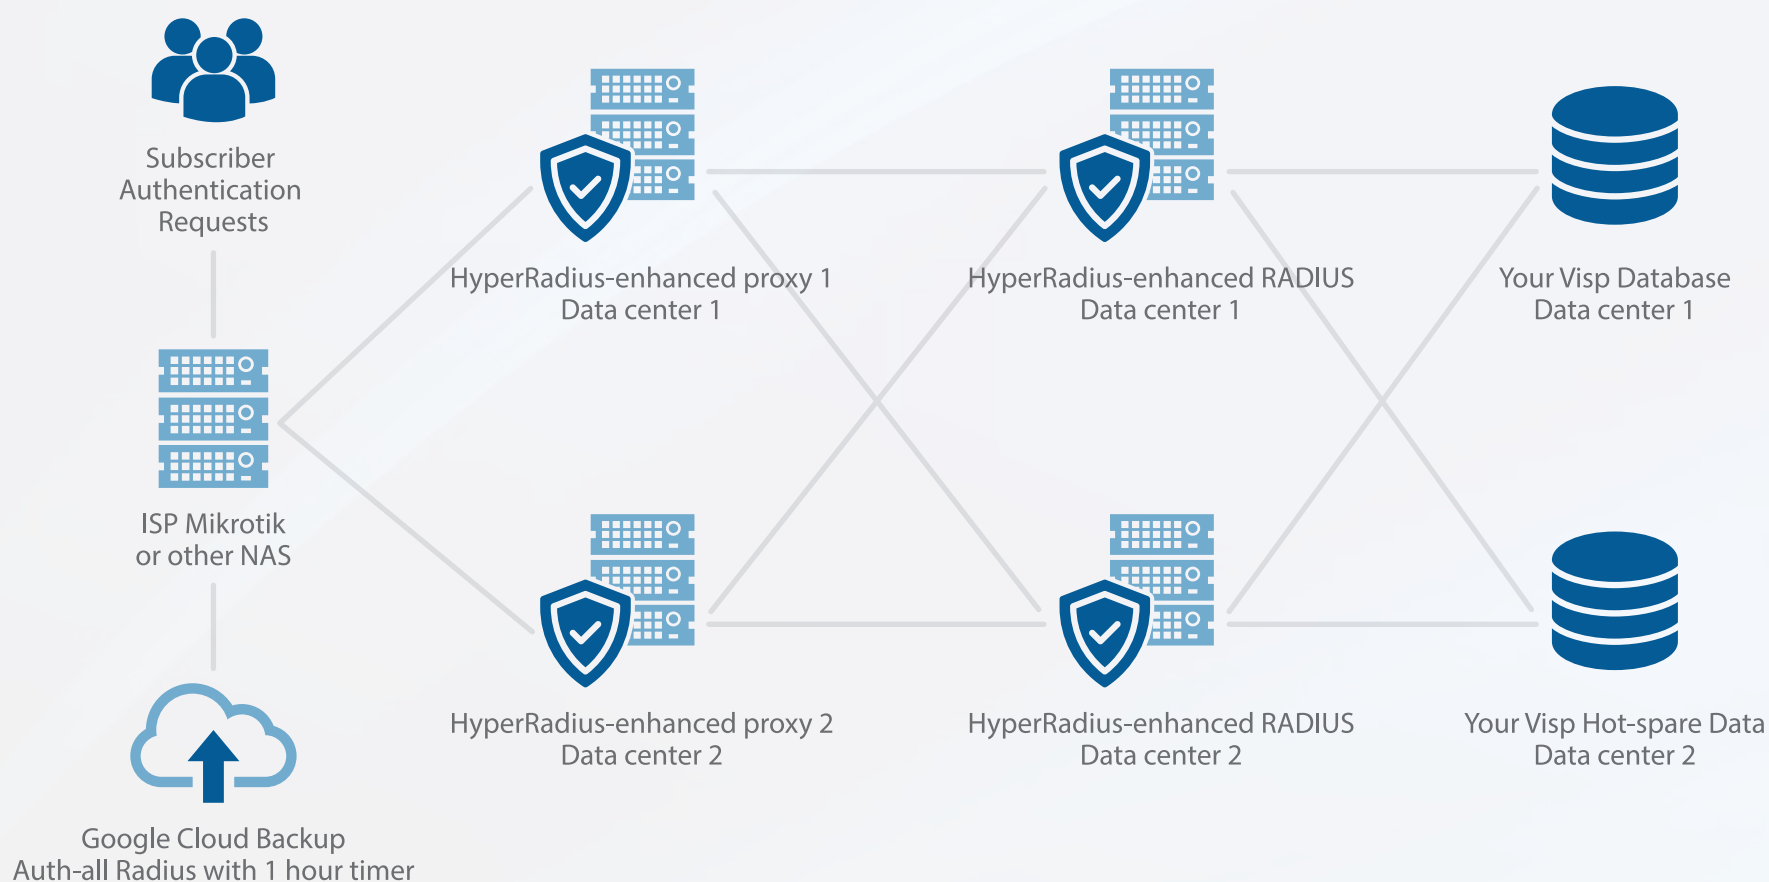 Subscriber
Authentication
Requests
HyperRadius-enhanced proxy 1
Data center 1
HyperRadius-enhanced RADIUS
Data center 1
Your Visp Database
Data center 1
ISP Mikrotik
or other NAS
HyperRadius-enhanced proxy 2
Data center 2
HyperRadius-enhanced RADIUS
Data center 2
Your Visp Hot-spare Data
Data center 2
Google Cloud Backup
Auth-all Radius with 1 hour timer